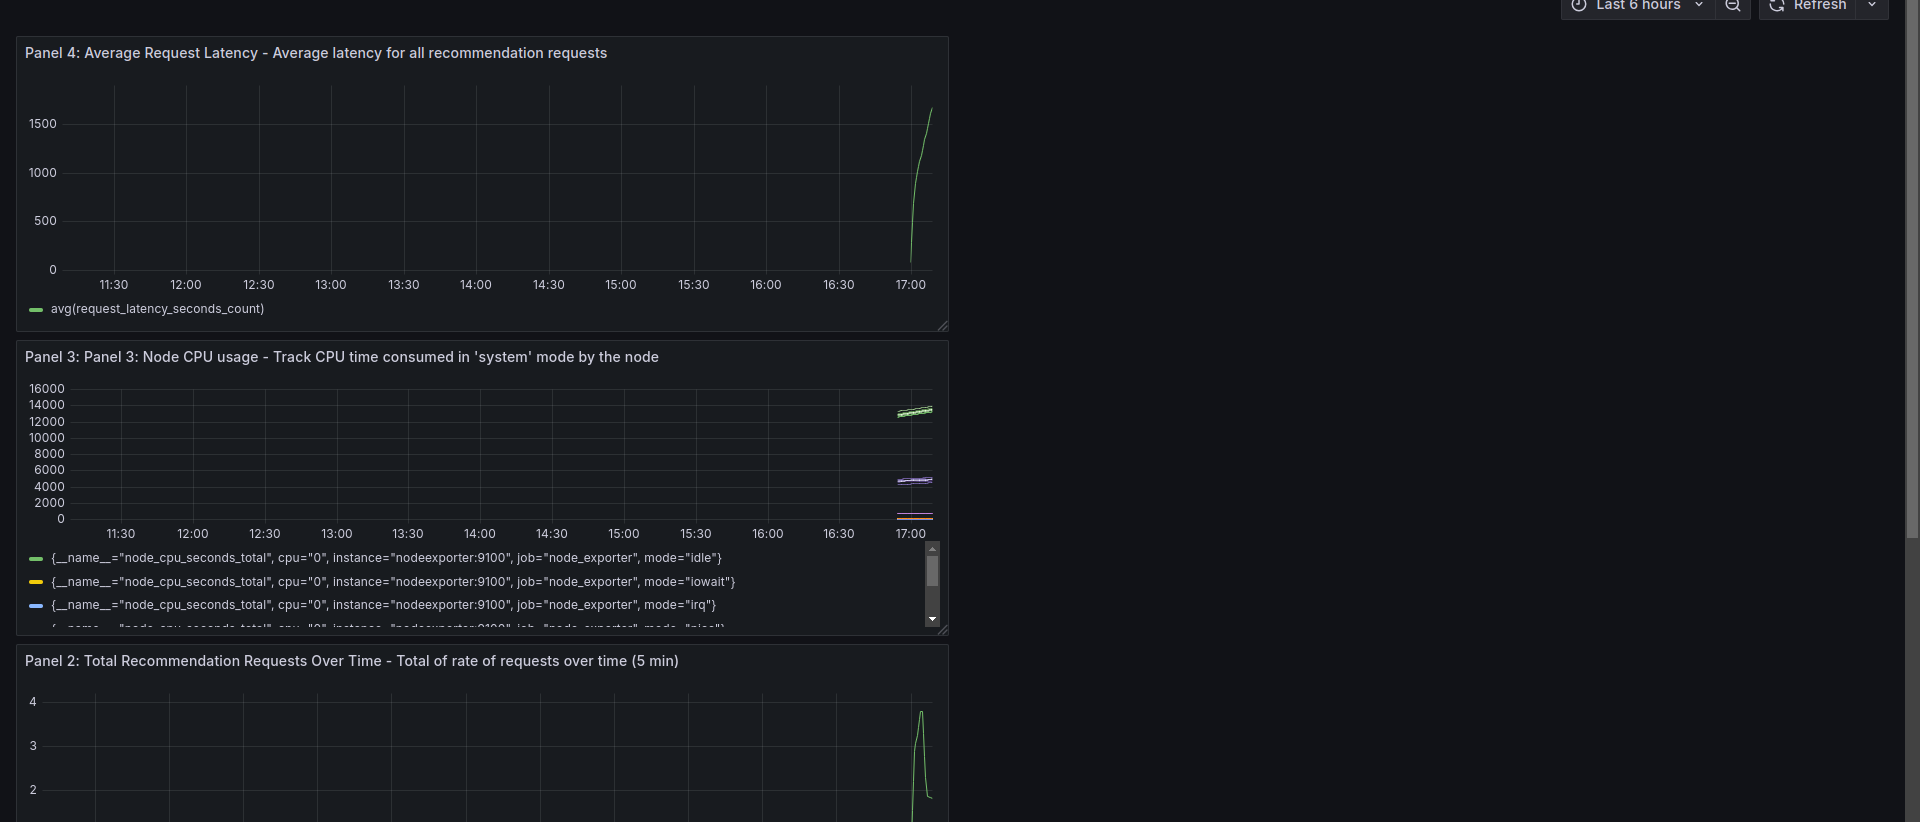 Last 6 hours
Refresh
Panel 4: Average Request Latency - Average latency for all recommendation requests
1500
1000
500
0
11:30 12:00 12:30 13:00 13:30 14:00 14:30 15:00 15:30 16:00 16:30 17:00
avg(request_latency_seconds_count)
Panel 3: Panel 3: Node CPU usage - Track CPU time consumed in 'system' mode by the node
16000
14000
12000
10000
8000
6000
4000
2000
0
11:30 12:00 12:30 13:00 13:30 14:00 14:30 15:00 15:30 16:00 16:30 17:00
{__name__="node_cpu_seconds_total", cpu="0", instance="nodeexporter:9100", job="node_exporter", mode="idle"}
{__name__="node_cpu_seconds_total", cpu="0", instance="nodeexporter:9100", job="node_exporter", mode="iowait"}
{__name__="node_cpu_seconds_total", cpu="0", instance="nodeexporter:9100", job="node_exporter", mode="irq"}
Panel 2: Total Recommendation Requests Over Time - Total of rate of requests over time (5 min)
4
3
2